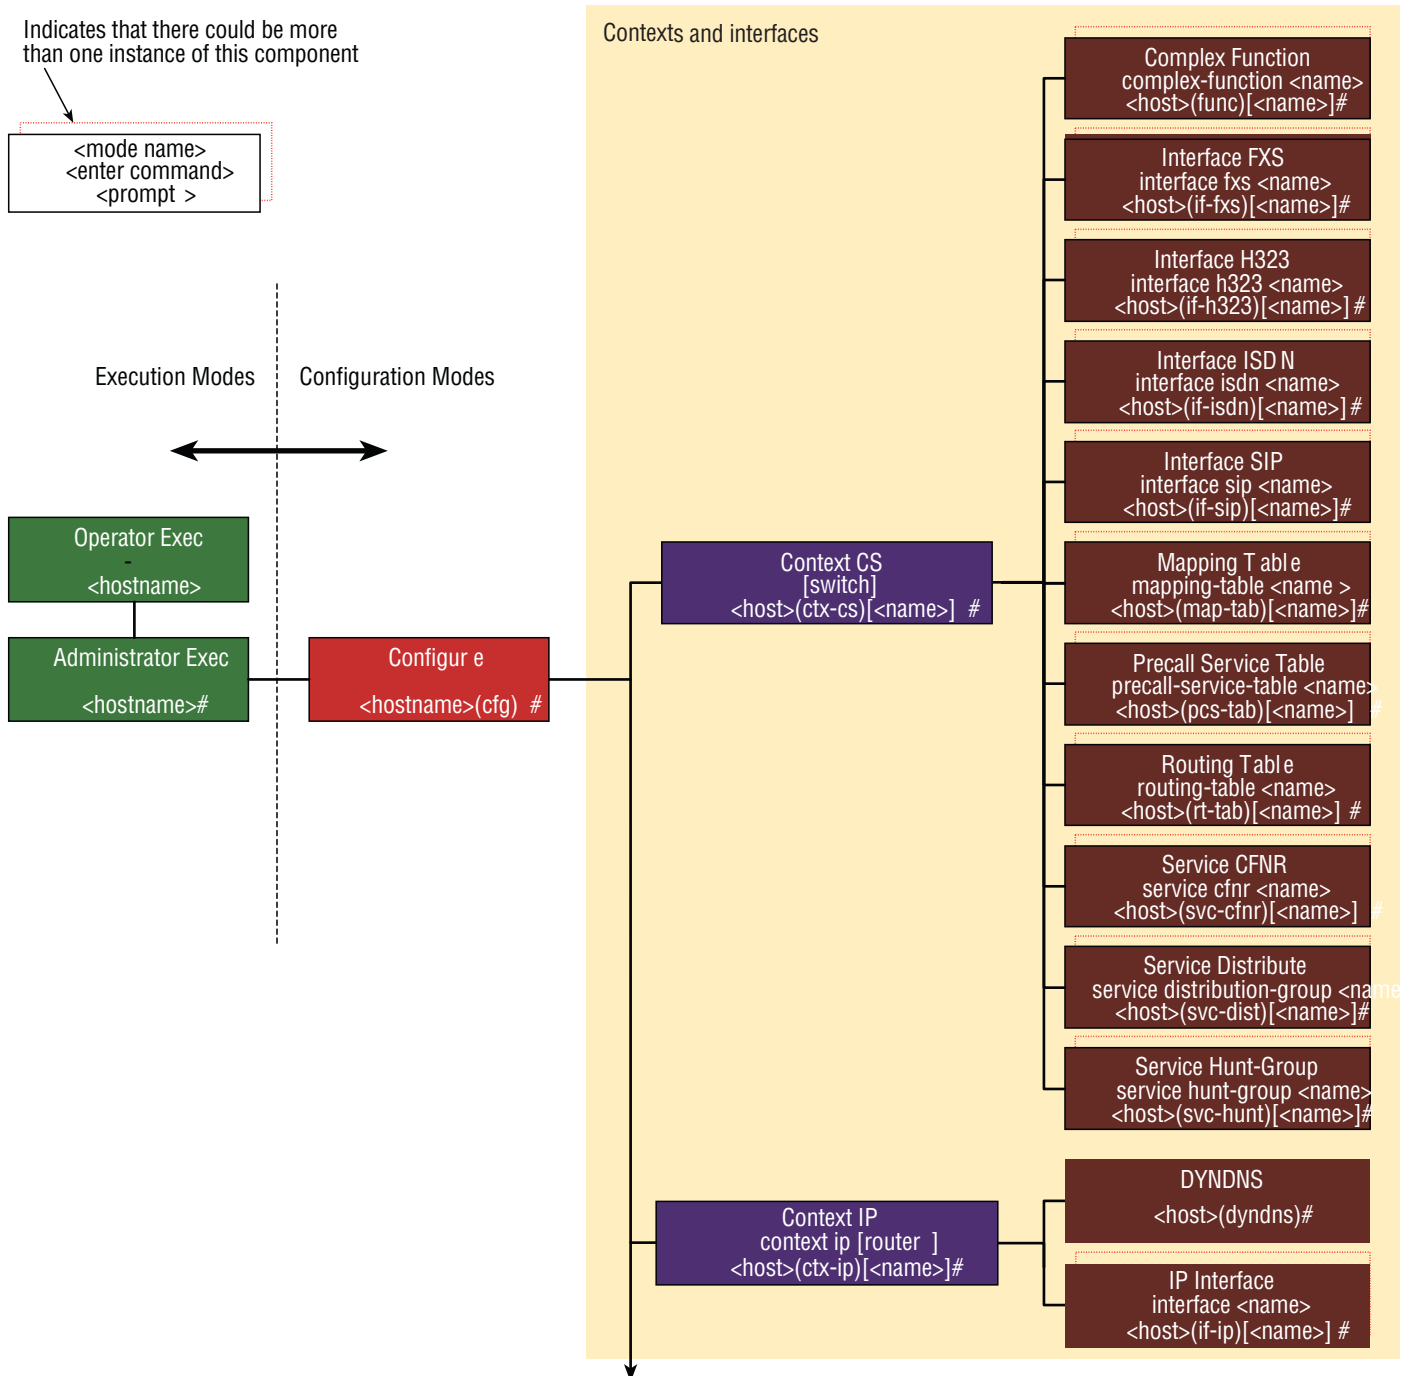 Indicates that there could be more
than one instance of this component
<mode name>
<enter command>
<prompt >
Execution Modes
Configuration Modes
Operator Exec
-
<hostname>
Administrator Exec
<hostname>#
Configur e
<hostname>(cfg) #
Contexts and interfaces
Context CS
[switch]
<host>(ctx-cs)[<name>] #
Complex Function
complex-function <name>
<host>(func)[<name>]#
Interface FXS
interface fxs <name>
<host>(if-fxs)[<name>]#
Interface H323
interface h323 <name>
<host>(if-h323)[<name>] #
Interface ISD N
interface isdn <name>
<host>(if-isdn)[<name>] #
Interface SIP
interface sip <name>
<host>(if-sip)[<name>]#
Mapping T abl e
mapping-table <name >
<host>(map-tab)[<name>]#
Precall Service Table
precall-service-table <name>
<host>(pcs-tab)[<name>] #
Routing Tabl e
routing-table <name>
<host>(rt-tab)[<name>] #
Service CFNR
service cfnr <name>
<host>(svc-cfnr)[<name>] #
Service Distribute
service distribution-group <name
<host>(svc-dist)[<name>]#
Service Hunt-Group
service hunt-group <name>
<host>(svc-hunt)[<name>]#
Context IP
context ip [router ]
<host>(ctx-ip)[<name>]#
DYNDNS
<host>(dyndns)#
IP Interface
interface <name>
<host>(if-ip)[<name>] #